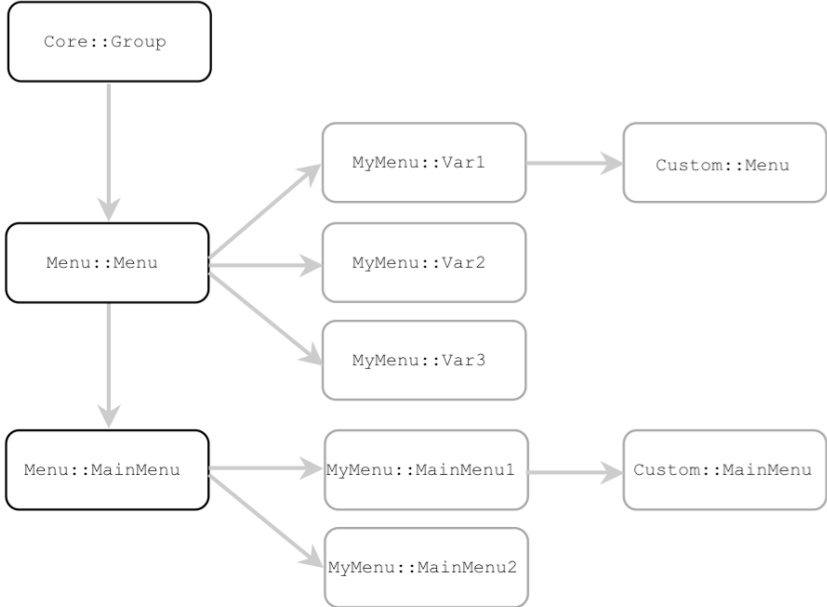 Core::Group
MyMenu::Var1
Custom::Menu
Menu::Menu
MyMenu::Var2
MyMenu::Var3
Menu::MainMenu
MyMenu::MainMenu1
Custom::MainMenu
MyMenu::MainMenu2